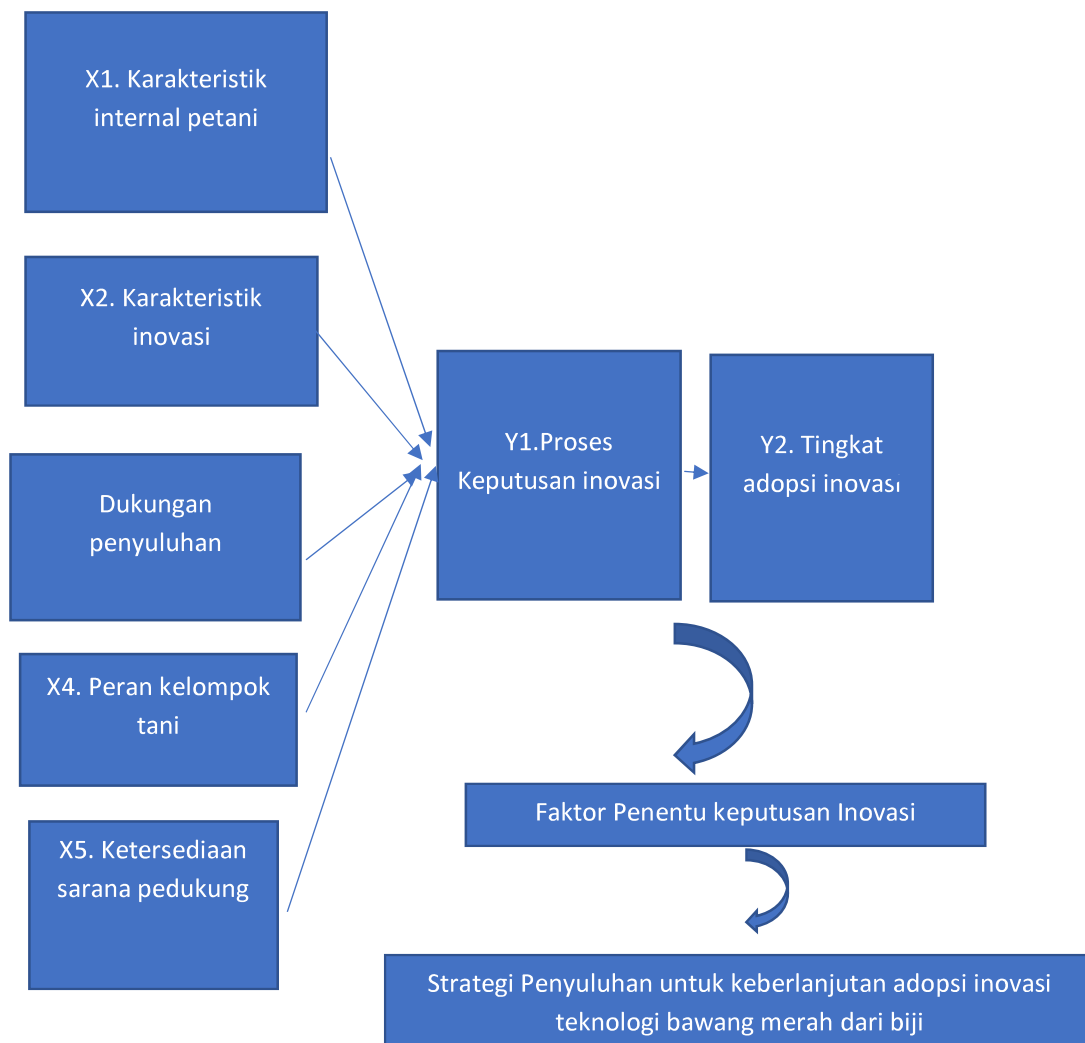 X1. Karakteristik
internal petani
X2. Karakteristik
inovasi
Dukungan
penyuluhan
X4. Peran kelompok
tani
X5. Ketersediaan
sarana pedukung
Y1.Proses
Keputusan inovasi
Y2. Tingkat
adopsi inovasi
Faktor Penentu keputusan Inovasi
Strategi Penyuluhan untuk keberlanjutan adopsi inovasi
teknologi bawang merah dari biji